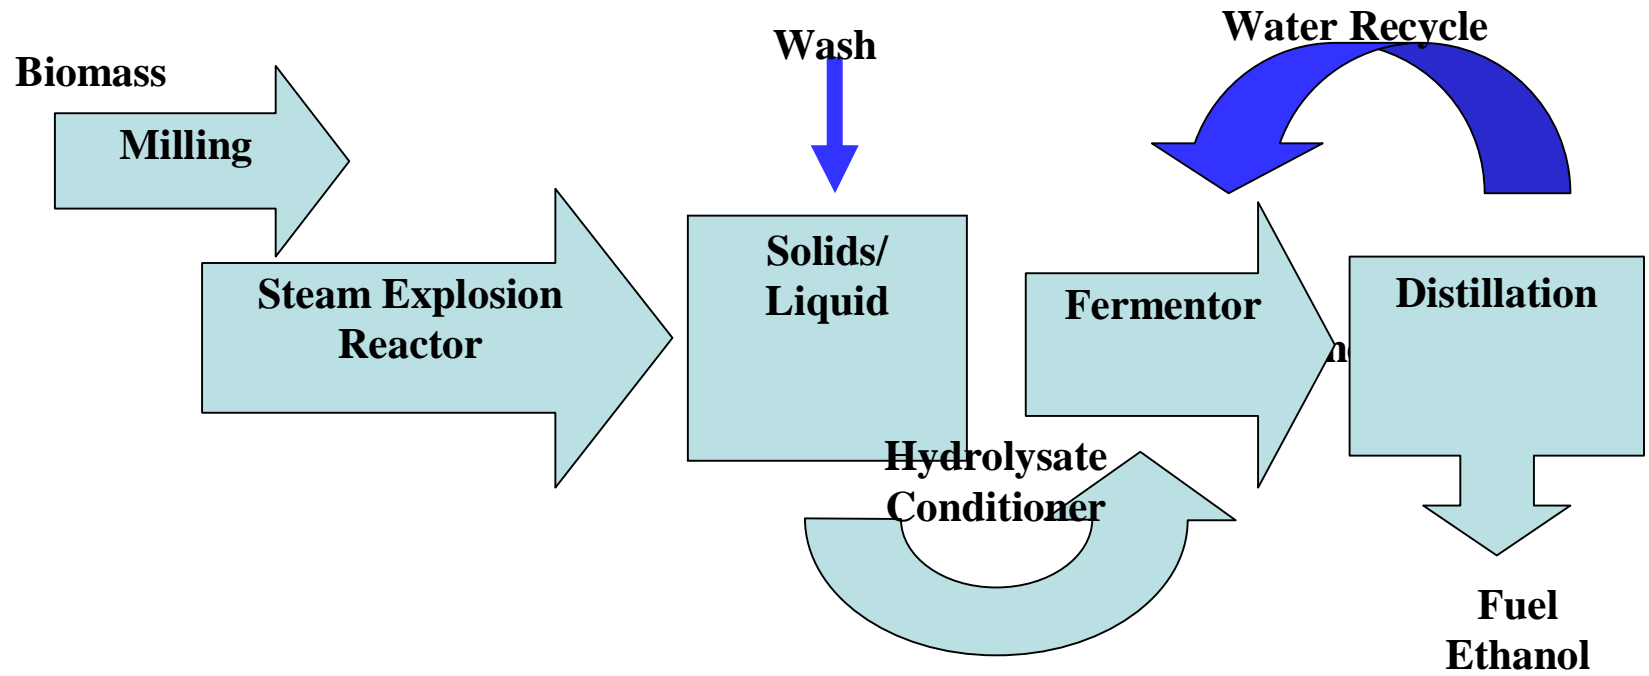 Biomass
Milling
Steam Explosion
Reactor
Wash
Solids/
Liquid
Hydrolysate
Conditioner
Water Recycle
Fermentor
Distillation
Fuel
Ethanol